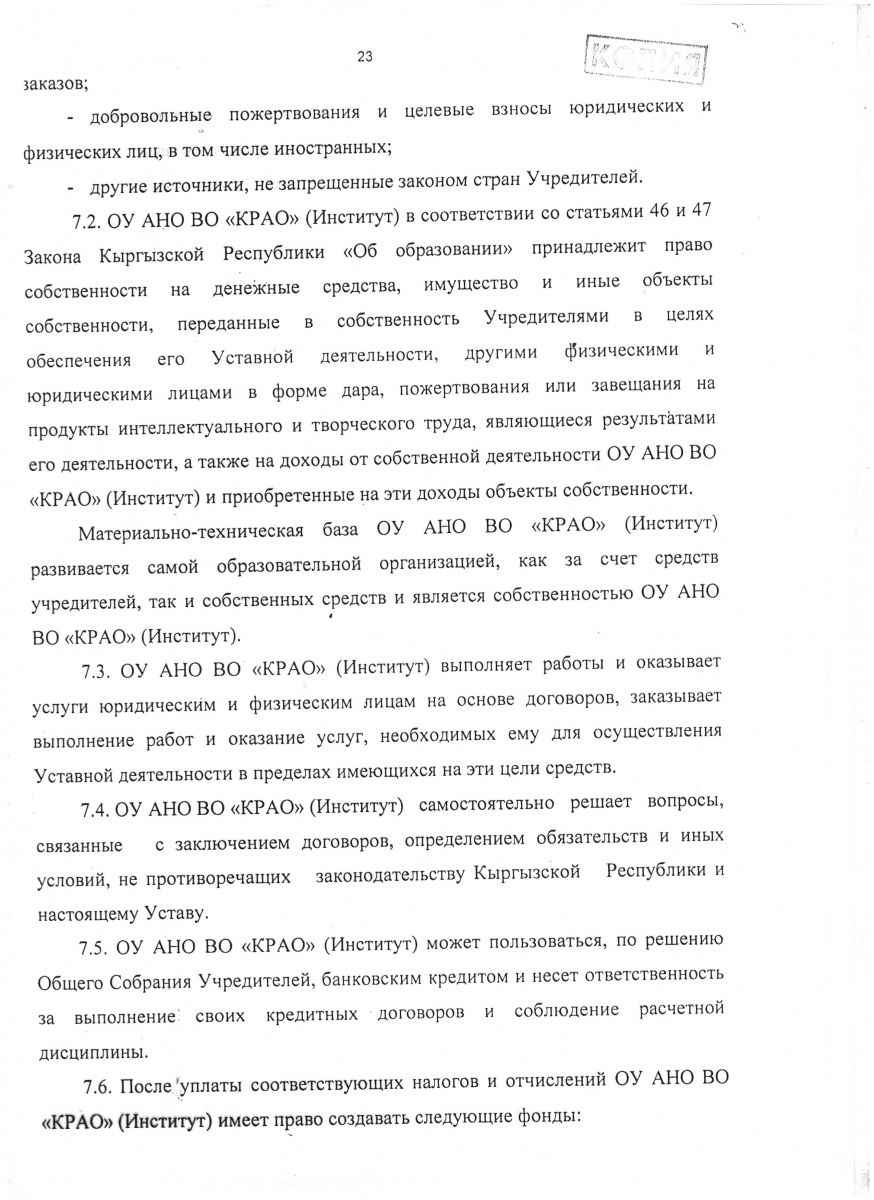 23
КОПИЯ
заказов;
- добровольные пожертвования и целевые взносы юридических и
физических лиц, в том числе иностранных;
- другие источники, не запрещенные законом стран Учредителей.
7.2. ОУ АНО ВО «КРАО» (Институт) в соответствии со статьями 46 и 47
Закона Кыргызской Республики «Об образовании» принадлежит право
собственности на денежные средства, имущество и иные объекты
собственности, переданные в собственность Учредителями в целях
обеспечения его Уставной деятельности, другими физическими и
юридическими лицами в форме дара, пожертвования или завещания на
продукты интеллектуального и творческого труда, являющиеся результатами
его деятельности, а также на доходы от собственной деятельности ОУ АНО ВО
«КРАО» (Институт) и приобретенные на эти доходы объекты собственности.
Материально-техническая база ОУ АНО ВО «КРАО» (Институт)
развивается самой образовательной организацией, как за счет средств
учредителей, так и собственных средств и является собственностью ОУ АНО
ВО «КРАО» (Институт).
7.3. ОУ АНО ВО «КРАО» (Институт) выполняет работы и оказывает
услуги юридическим и физическим лицам на основе договоров, заказывает
выполнение работ и оказание услуг, необходимых ему для осуществления
Уставной деятельности в пределах имеющихся на эти цели средств.
7.4. ОУ АНО ВО «КРАО» (Институт) самостоятельно решает вопросы,
связанные с заключением договоров, определением обязательств и иных
условий, не противоречащих законодательству Кыргызской Республики и
настоящему Уставу.
7.5. ОУ АНО ВО «КРАО» (Институт) может пользоваться, по решению
Общего Собрания Учредителей, банковским кредитом и несет ответственность
за выполнение своих кредитных договоров и соблюдение расчетной
дисциплины.
7.6. После уплаты соответствующих налогов и отчислений ОУ АНО ВО
«КРАО» (Институт) имеет право создавать следующие фонды: